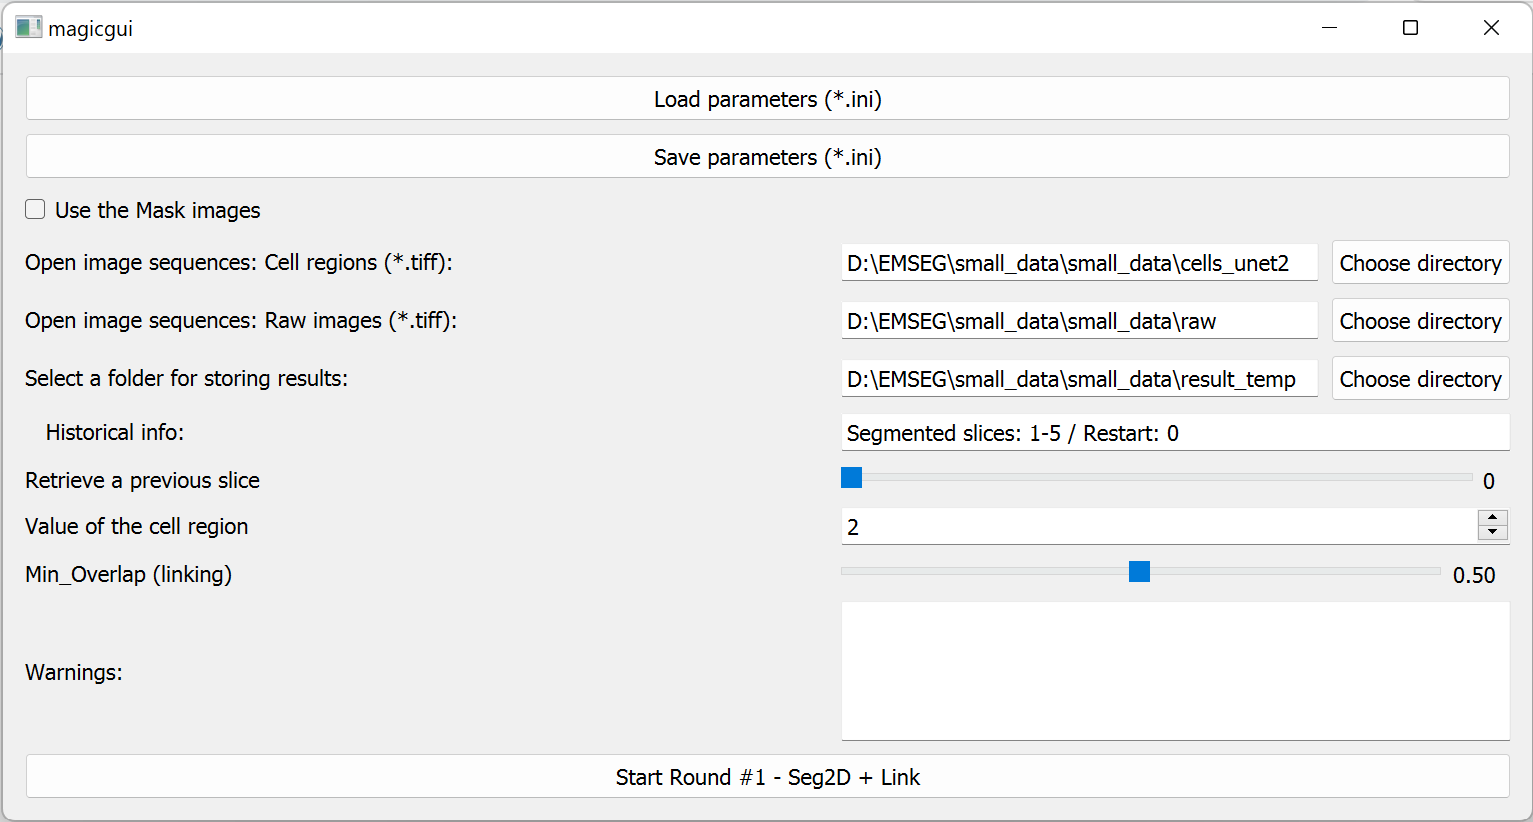 magicgui
Load parameters (*.ini)
Save parameters (*.ini)
Use the Mask images
Open image sequences: Cell regions (*.tiff): D:\EMSEG\small_data\small_data\cells_unet2 Choose directory
Open image sequences: Raw images (*.tiff): D:\EMSEG\small_data\small_data\raw Choose directory
Select a folder for storing results: D:\EMSEG\small_data\small_data\result_temp Choose directory
Historical info: Segmented slices: 1-5 / Restart: 0
Retrieve a previous slice 0
Value of the cell region 2
Min_Overlap (linking) 0.50
Warnings:
Start Round #1 - Seg2D + Link